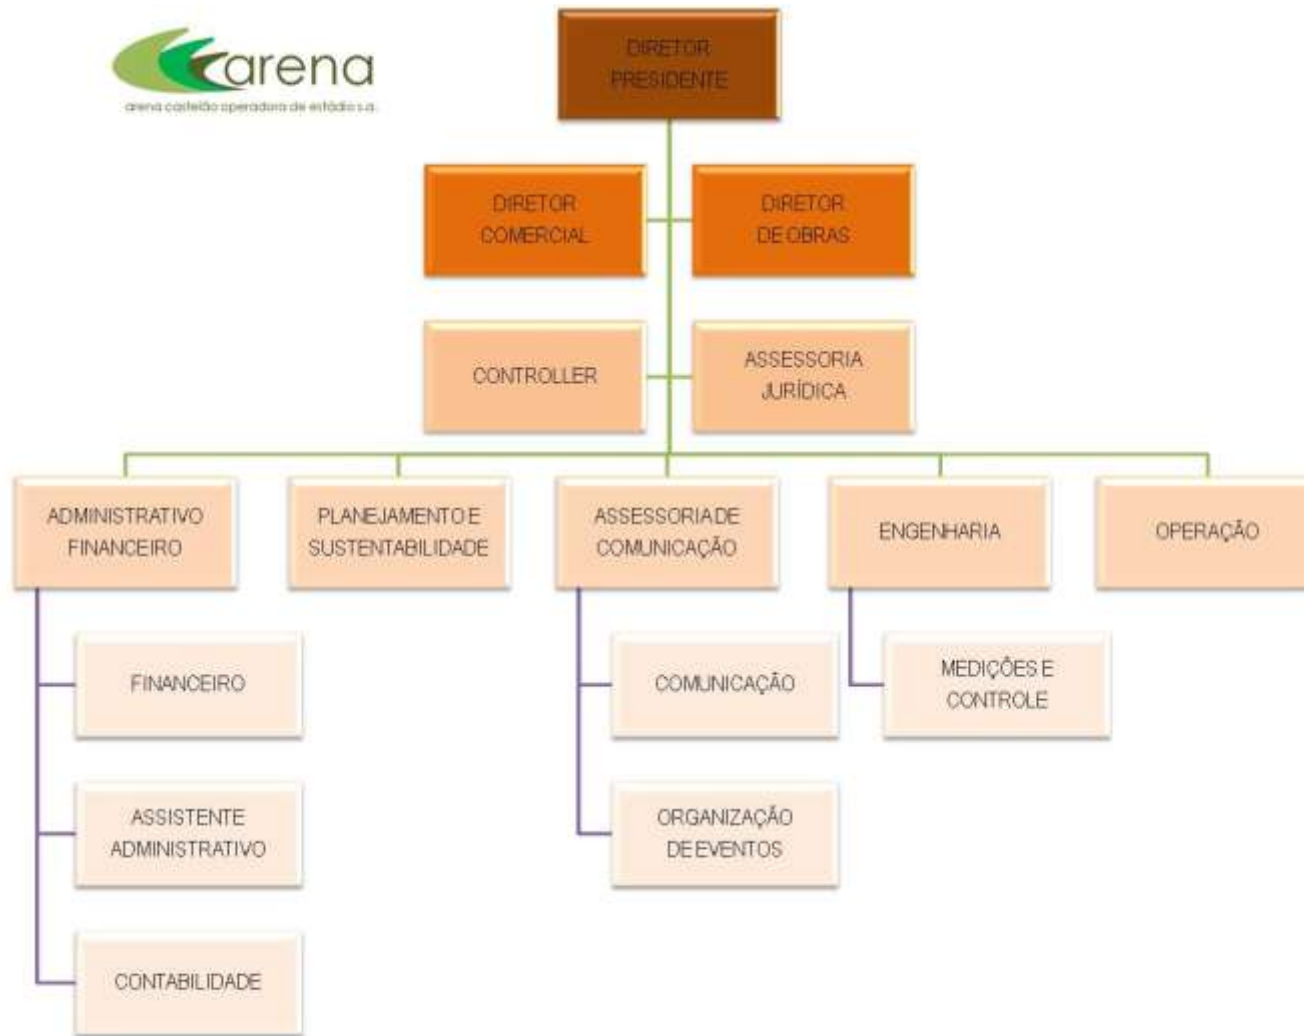 arena
arena castelão operadora de estádio s.a.
DIRETOR
PRESIDENTE
DIRETOR
COMERCIAL
DIRETOR
DE OBRAS
CONTROLLER
ASSESSORIA
JURÍDICA
ADMINISTRATIVO
FINANCEIRO
PLANEJAMENTO E
SUSTENTABILIDADE
ASSESSORIA DE
COMUNICAÇÃO
ENGENHARIA
OPERAÇÃO
FINANCEIRO
COMUNICAÇÃO
MEDIÇÕES E
CONTROLE
ASSISTENTE
ADMINISTRATIVO
ORGANIZAÇÃO
DE EVENTOS
CONTABILIDADE